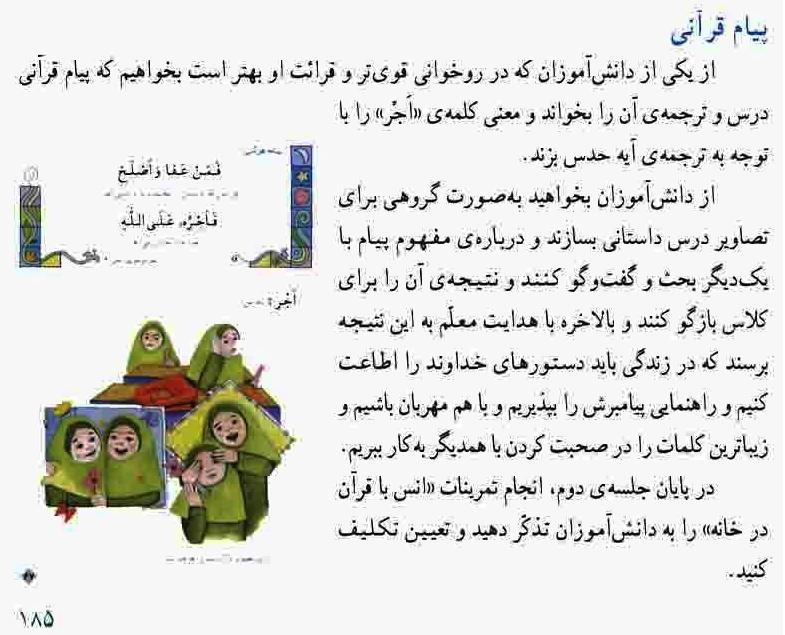 پیام قرآنی
از یکی از دانش‌آموزان که در روخوانی قوی‌تر و قرائت او بهتر است بخواهیم که پیام قرآنی
درس و ترجمه‌ی آن را بخواند و معنی کلمه‌ی «اَجْر» را با
توجه به ترجمه‌ی آیه حدس بزند.
از دانش‌آموزان بخواهید به‌صورت گروهی برای
تصاویر درس داستانی بسازند و درباره‌ی مفهوم پیام با
یک‌دیگر بحث و گفت‌وگو کنند و نتیجه‌ی آن را برای
کلاس بازگو کنند و بالاخره با هدایت معلّم به این نتیجه
برسند که در زندگی باید دستورهای خداوند را اطاعت
کنیم و راهنمایی پیامبرش را بپذیریم و با هم مهربان باشیم و
زیباترین کلمات را در صحبت کردن با همدیگر به‌کار ببریم.
در پایان جلسه‌ی دوم، انجام تمرینات «انس با قرآن
در خانه» را به دانش‌آموزان تذکّر دهید و تعیین تکلیف
کنید.
فَمَنْ عَفا وَ اَصْلَحَ
فَاَجْرُهُ عَلَی اللّٰهِ
اَجْر:
۱۸۵